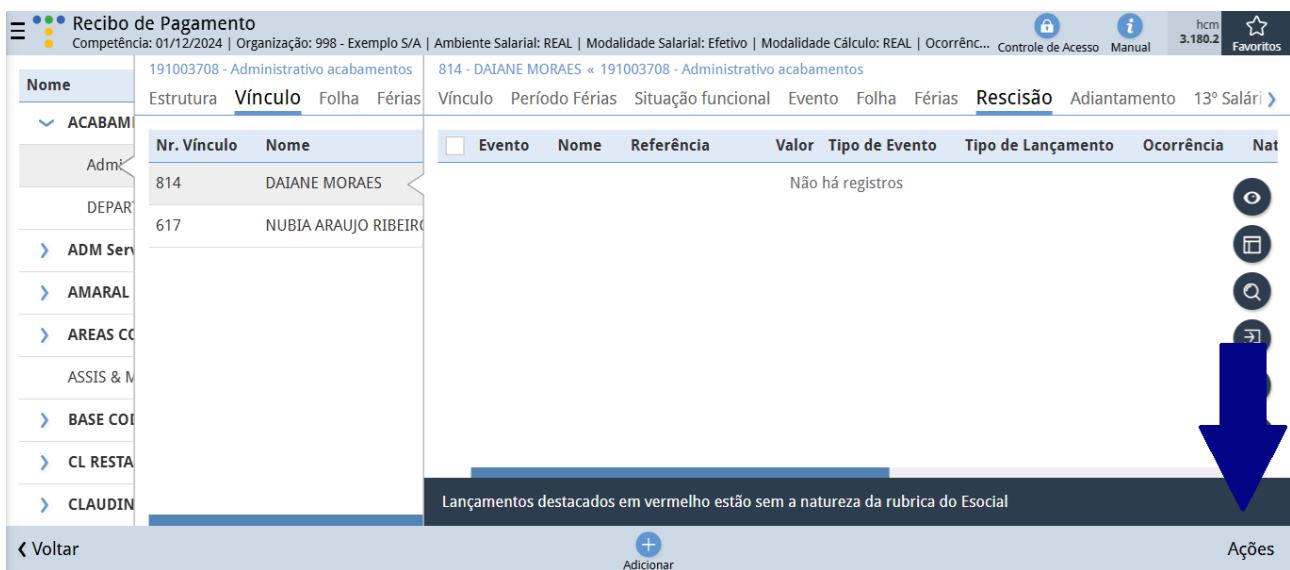 Recibo de Pagamento
Competência: 01/12/2024 | Organização: 998 - Exemplo S/A | Ambiente Salarial: REAL | Modalidade Salarial: Efetivo | Modalidade Cálculo: REAL | Ocorrênc...
Controle de Acesso
Manual
hcm
3.180.2
Favoritos
Nome
ACABAM
Admi
DEPART
ADM Serv
AMARAL
AREAS CO
ASSIS & M
BASE COD
CL RESTA
CLAUDIN
191003708 - Administrativo acabamentos
Estrutura Vínculo Folha Férias
Nr. Vínculo Nome
814 DAIANE MORAES
617 NUBIA ARAUJO RIBEIRO
814 - DAIANE MORAES « 191003708 - Administrativo acabamentos
Vínculo Período Férias Situação funcional Evento Folha Férias Rescisão Adiantamento 13º Salári
Evento Nome Referência Valor Tipo de Evento Tipo de Lançamento Ocorrência Nat
Não há registros
Lançamentos destacados em vermelho estão sem a natureza da rubrica do Esocial
Voltar
Adicionar
Ações